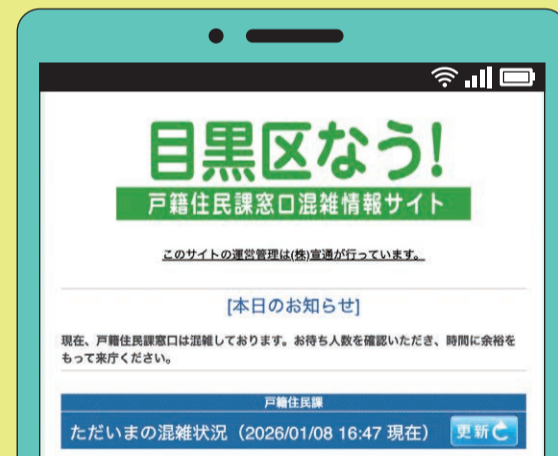 目黒区なう!
戸籍住民課窓口混雑情報サイト
このサイトの運営管理は(株)宣通が行っています。
[本日のお知らせ]
現在、戸籍住民課窓口は混雑しております。お待ち人数を確認いただき、時間に余裕を
もって来庁ください。
戸籍住民課
ただいまの混雑状況（2026/01/08 16:47 現在） 更新